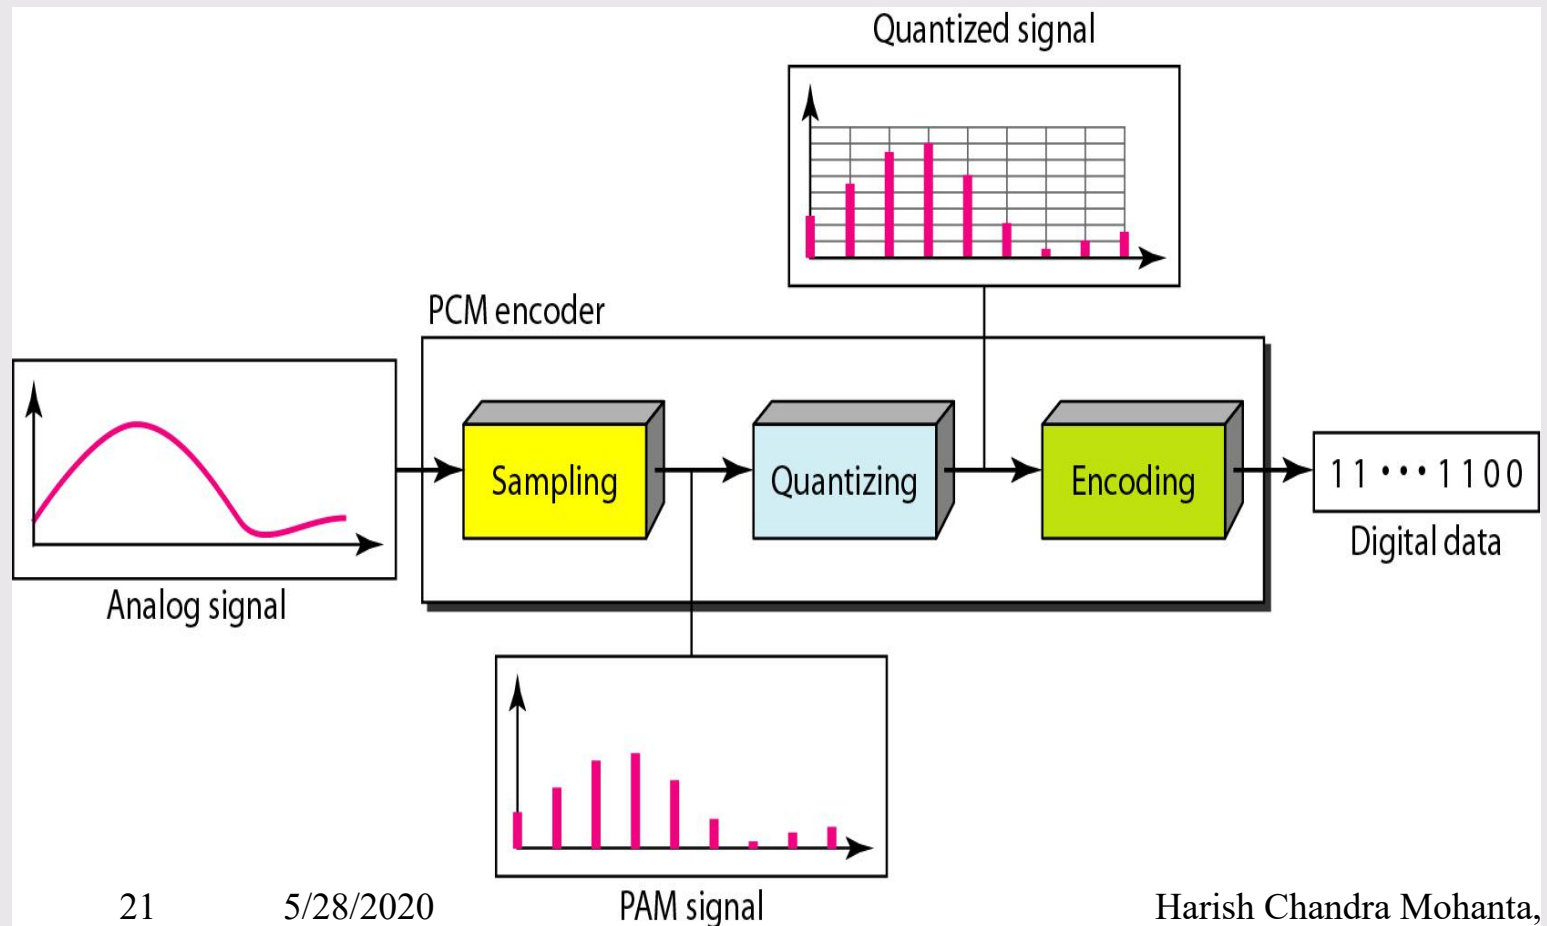 Quantized signal
PCM encoder
Sampling
Quantizing
Encoding
11 • • • 1100
Digital data
Analog signal
PAM signal
21 5/28/2020 Harish Chandra Mohanta,